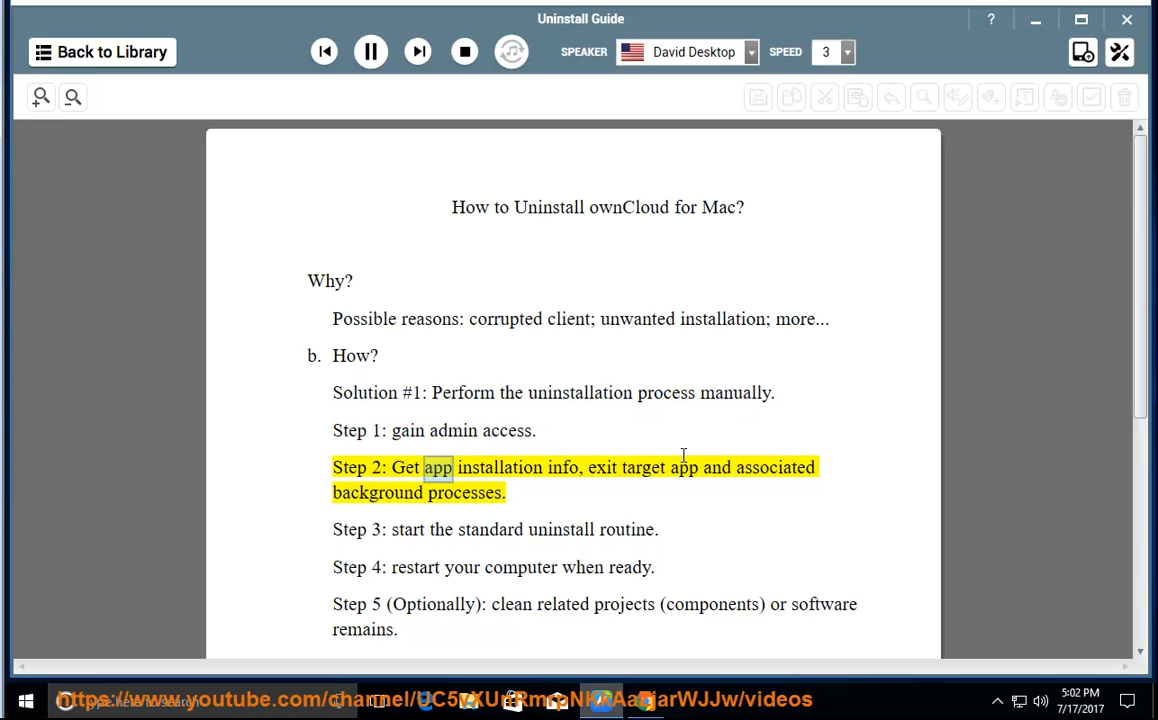 Uninstall Guide
?
Back to Library
SPEAKER
David Desktop
SPEED
3
How to Uninstall ownCloud for Mac?
Why?
Possible reasons: corrupted client; unwanted installation; more...
b. How?
Solution #1: Perform the uninstallation process manually.
Step 1: gain admin access.
Step 2: Get app installation info, exit target app and associated
background processes.
Step 3: start the standard uninstall routine.
Step 4: restart your computer when ready.
Step 5 (Optionally): clean related projects (components) or software
remains.
5:02 PM
7/17/2017